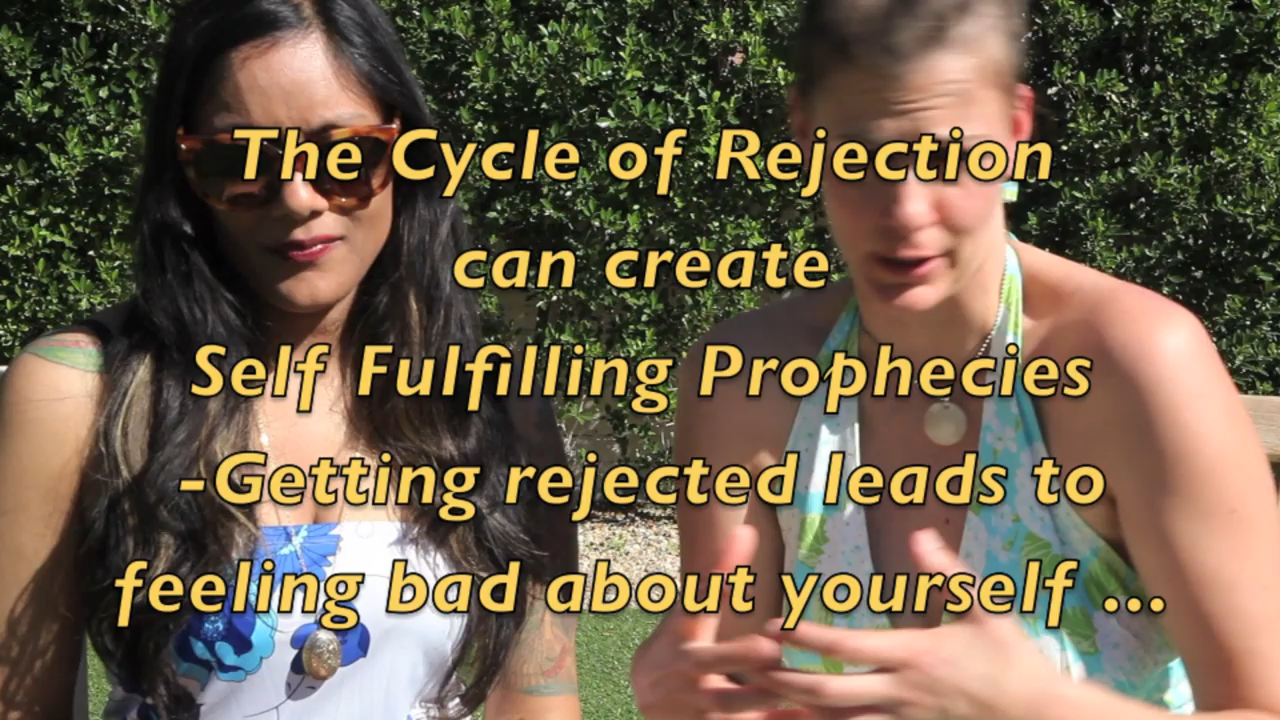 The Cycle of Rejection
can create
Self Fulfilling Prophecies
-Getting rejected leads to
feeling bad about yourself ...